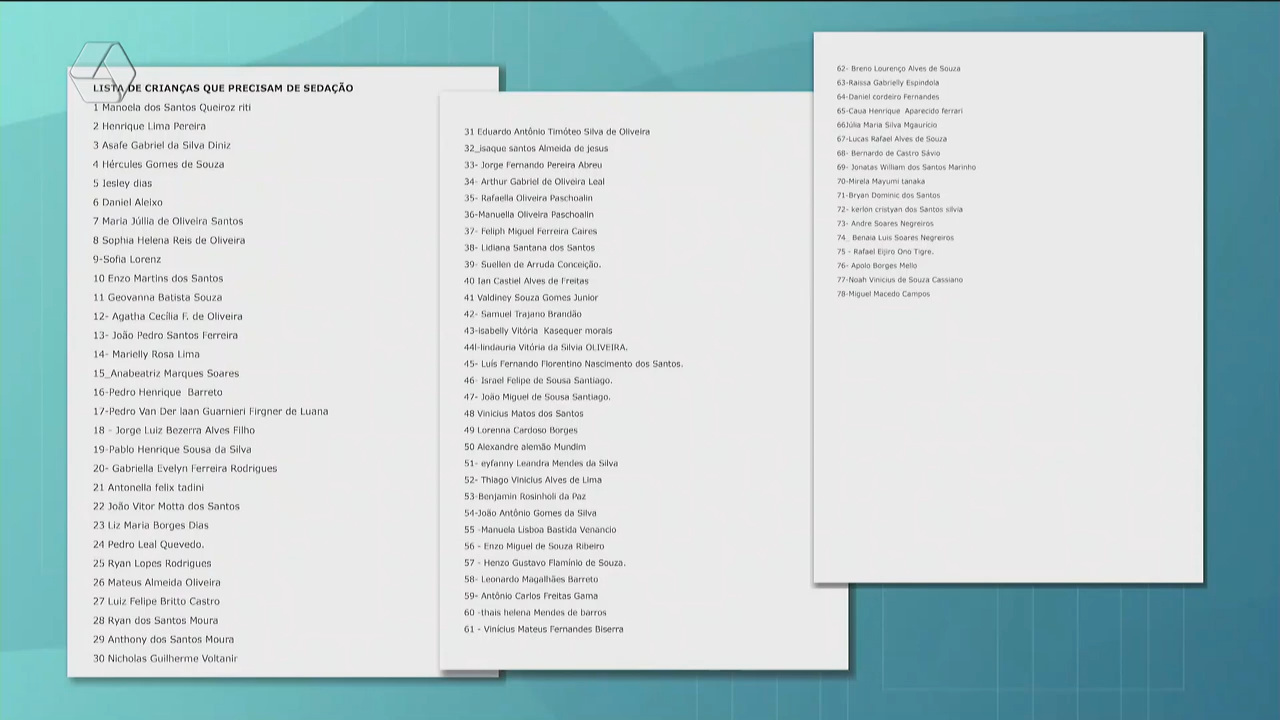 LISTA DE CRIANÇAS QUE PRECISAM DE SEDAÇÃO
1 Manoela dos Santos Queiroz riti
2 Henrique Lima Pereira
3 Asafe Gabriel da Silva Diniz
4 Hércules Gomes de Souza
5 Iesley dias
6 Daniel Aleixo
7 Maria Júllia de Oliveira Santos
8 Sophia Helena Reis de Oliveira
9-Sofia Lorenz
10 Enzo Martins dos Santos
11 Geovanna Batista Souza
12- Agatha Cecília F. de Oliveira
13- João Pedro Santos Ferreira
14- Marielly Rosa Lima
15_Anabeatriz Marques Soares
16-Pedro Henrique  Barreto
17-Pedro Van Der laan Guarnieri Firgner de Luana
18 - Jorge Luiz Bezerra Alves Filho
19-Pablo Henrique Sousa da Silva
20- Gabriella Evelyn Ferreira Rodrigues
21 Antonella felix tadini
22 João Vitor Motta dos Santos
23 Liz Maria Borges Dias
24 Pedro Leal Quevedo.
25 Ryan Lopes Rodrigues
26 Mateus Almeida Oliveira
27 Luiz Felipe Britto Castro
28 Ryan dos Santos Moura
29 Anthony dos Santos Moura
30 Nicholas Guilherme Voltanir
31 Eduardo Antônio Timóteo Silva de Oliveira
32_isaque santos Almeida de jesus
33- Jorge Fernando Pereira Abreu
34- Arthur Gabriel de Oliveira Leal
35- Rafaella Oliveira Paschoalin
36-Manuella Oliveira Paschoalin
37- Feliph Miguel Ferreira Caires
38- Lidiana Santana dos Santos
39- Suellen de Arruda Conceição.
40 Ian Castiel Alves de Freitas
41 Valdiney Souza Gomes Junior
42- Samuel Trajano Brandão
43-isabelly Vitória  Kasequer morais
44l-lindauria Vitória da Silvia OLIVEIRA.
45- Luís Fernando Florentino Nascimento dos Santos.
46- Israel Felipe de Sousa Santiago.
47- João Miguel de Sousa Santiago.
48 Vinicius Matos dos Santos
49 Lorenna Cardoso Borges
50 Alexandre alemão Mundim
51- eyfanny Leandra Mendes da Silva
52- Thiago Vinicius Alves de Lima
53-Benjamin Rosinholi da Paz
54-João Antônio Gomes da Silva
55 -Manuela Lisboa Bastida Venancio
56 - Enzo Miguel de Souza Ribeiro
57 - Henzo Gustavo Flamínio de Souza.
58- Leonardo Magalhães Barreto
59- Antônio Carlos Freitas Gama
60 -thais helena Mendes de barros
61 - Vinícius Mateus Fernandes Biserra
62- Breno Lourenço Alves de Souza
63-Raissa Gabrielly Espindola
64-Daniel cordeiro Fernandes
65-Caua Henrique  Aparecido ferrari
66Júlia Maria Silva Mgaurício
67-Lucas Rafael Alves de Souza
68- Bernardo de Castro Sávio
69- Jonatas William dos Santos Marinho
70-Mirela Mayumi tanaka
71-Bryan Dominic dos Santos
72- kerlon cristyan dos Santos silvia
73- Andre Soares Negreiros
74_ Benaia Luis Soares Negreiros
75 - Rafael Eijiro Ono Tigre.
76- Apolo Borges Mello
77-Noah Vinicius de Souza Cassiano
78-Miguel Macedo Campos